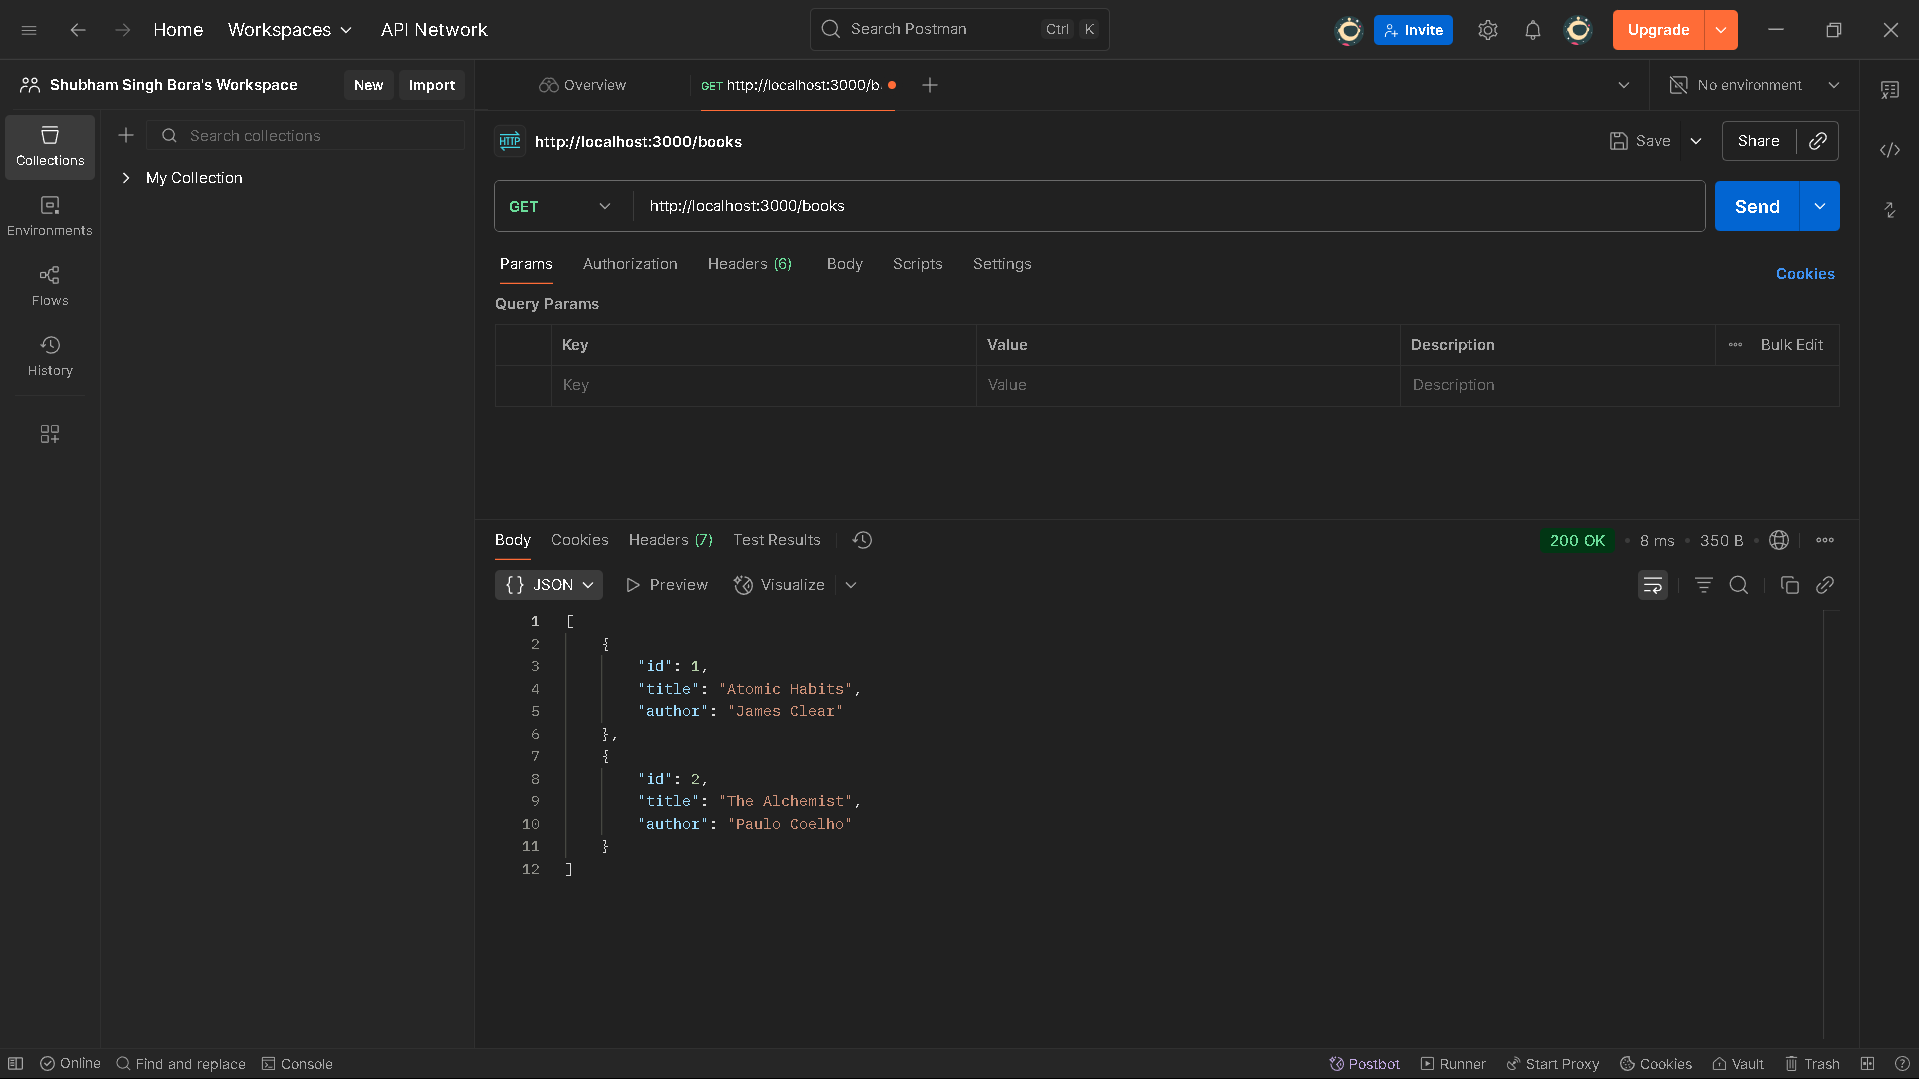 Home Workspaces API Network Search Postman Ctrl K Invite Upgrade
Shubham Singh Bora's Workspace New Import Overview GET http://localhost:3000/b No environment
Collections
Search collections
My Collection
Environments
Flows
History
HTTP http://localhost:3000/books Save Share
GET http://localhost:3000/books Send
Params Authorization Headers (6) Body Scripts Settings Cookies
Query Params
Key Value Description Bulk Edit
Key Value Description
Body Cookies Headers (7) Test Results 200 OK • 8 ms • 350 B •
{} JSON Preview Visualize
1 [
2 {
3 "id": 1,
4 "title": "Atomic Habits",
5 "author": "James Clear"
6 },
7 {
8 "id": 2,
9 "title": "The Alchemist",
10 "author": "Paulo Coelho"
11 }
12 ]
Online Find and replace Console Postbot Runner Start Proxy Cookies Vault Trash